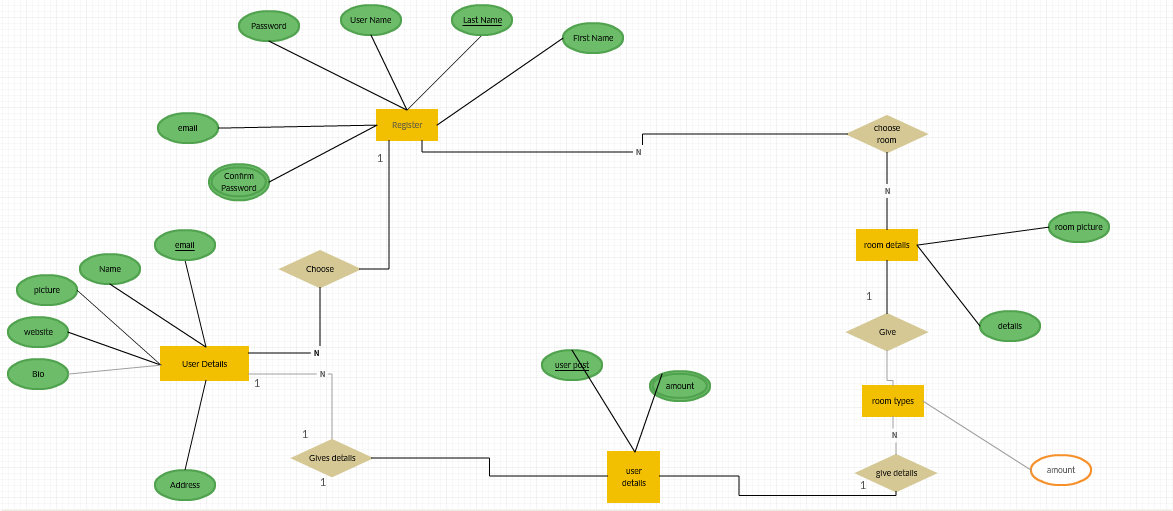 Password
User Name
Last Name
First Name
Register
email
Confirm
Password
1
N
choose
room
N
room details
room picture
details
1
Give
room types
N
amount
give details
1
Choose
email
Name
picture
website
Bio
User Details
N
1
N
1
Gives details
1
Address
user post
amount
user
details